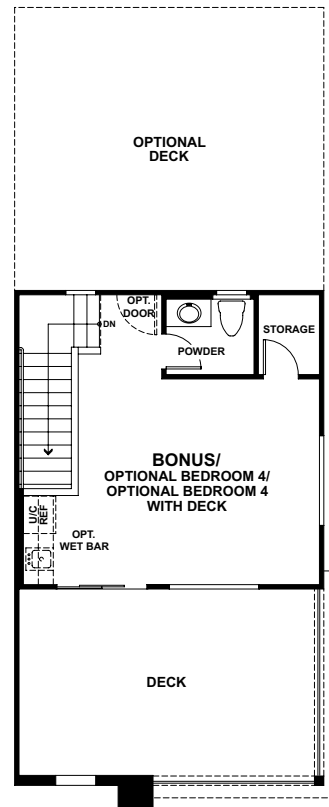 OPTIONAL
DECK
OPT.
DOOR
DN
POWDER
STORAGE
BONUS/
OPTIONAL BEDROOM 4/
OPTIONAL BEDROOM 4
WITH DECK
U/C
REF
OPT.
WET BAR
DECK